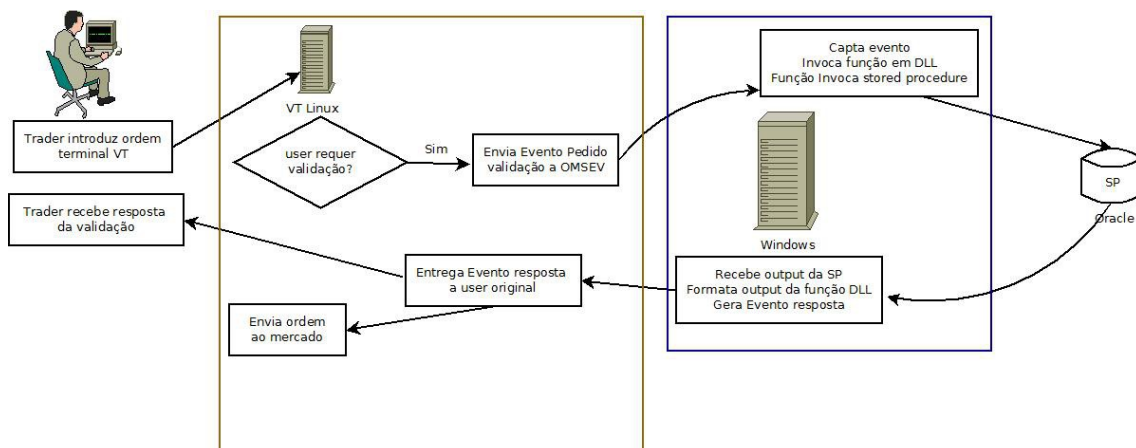 Trader introduz ordem
terminal VT
VT Linux
user requer
validação?
Sim
Envia Evento Pedido
validação a OMSEV
Capta evento
Invoca função em DLL
Função Invoca stored procedure
SP
Oracle
Windows
Recebe output da SP
Formata output da função DLL
Gera Evento resposta
Entrega Evento resposta
a user original
Trader recebe resposta
da validação
Envia ordem
ao mercado